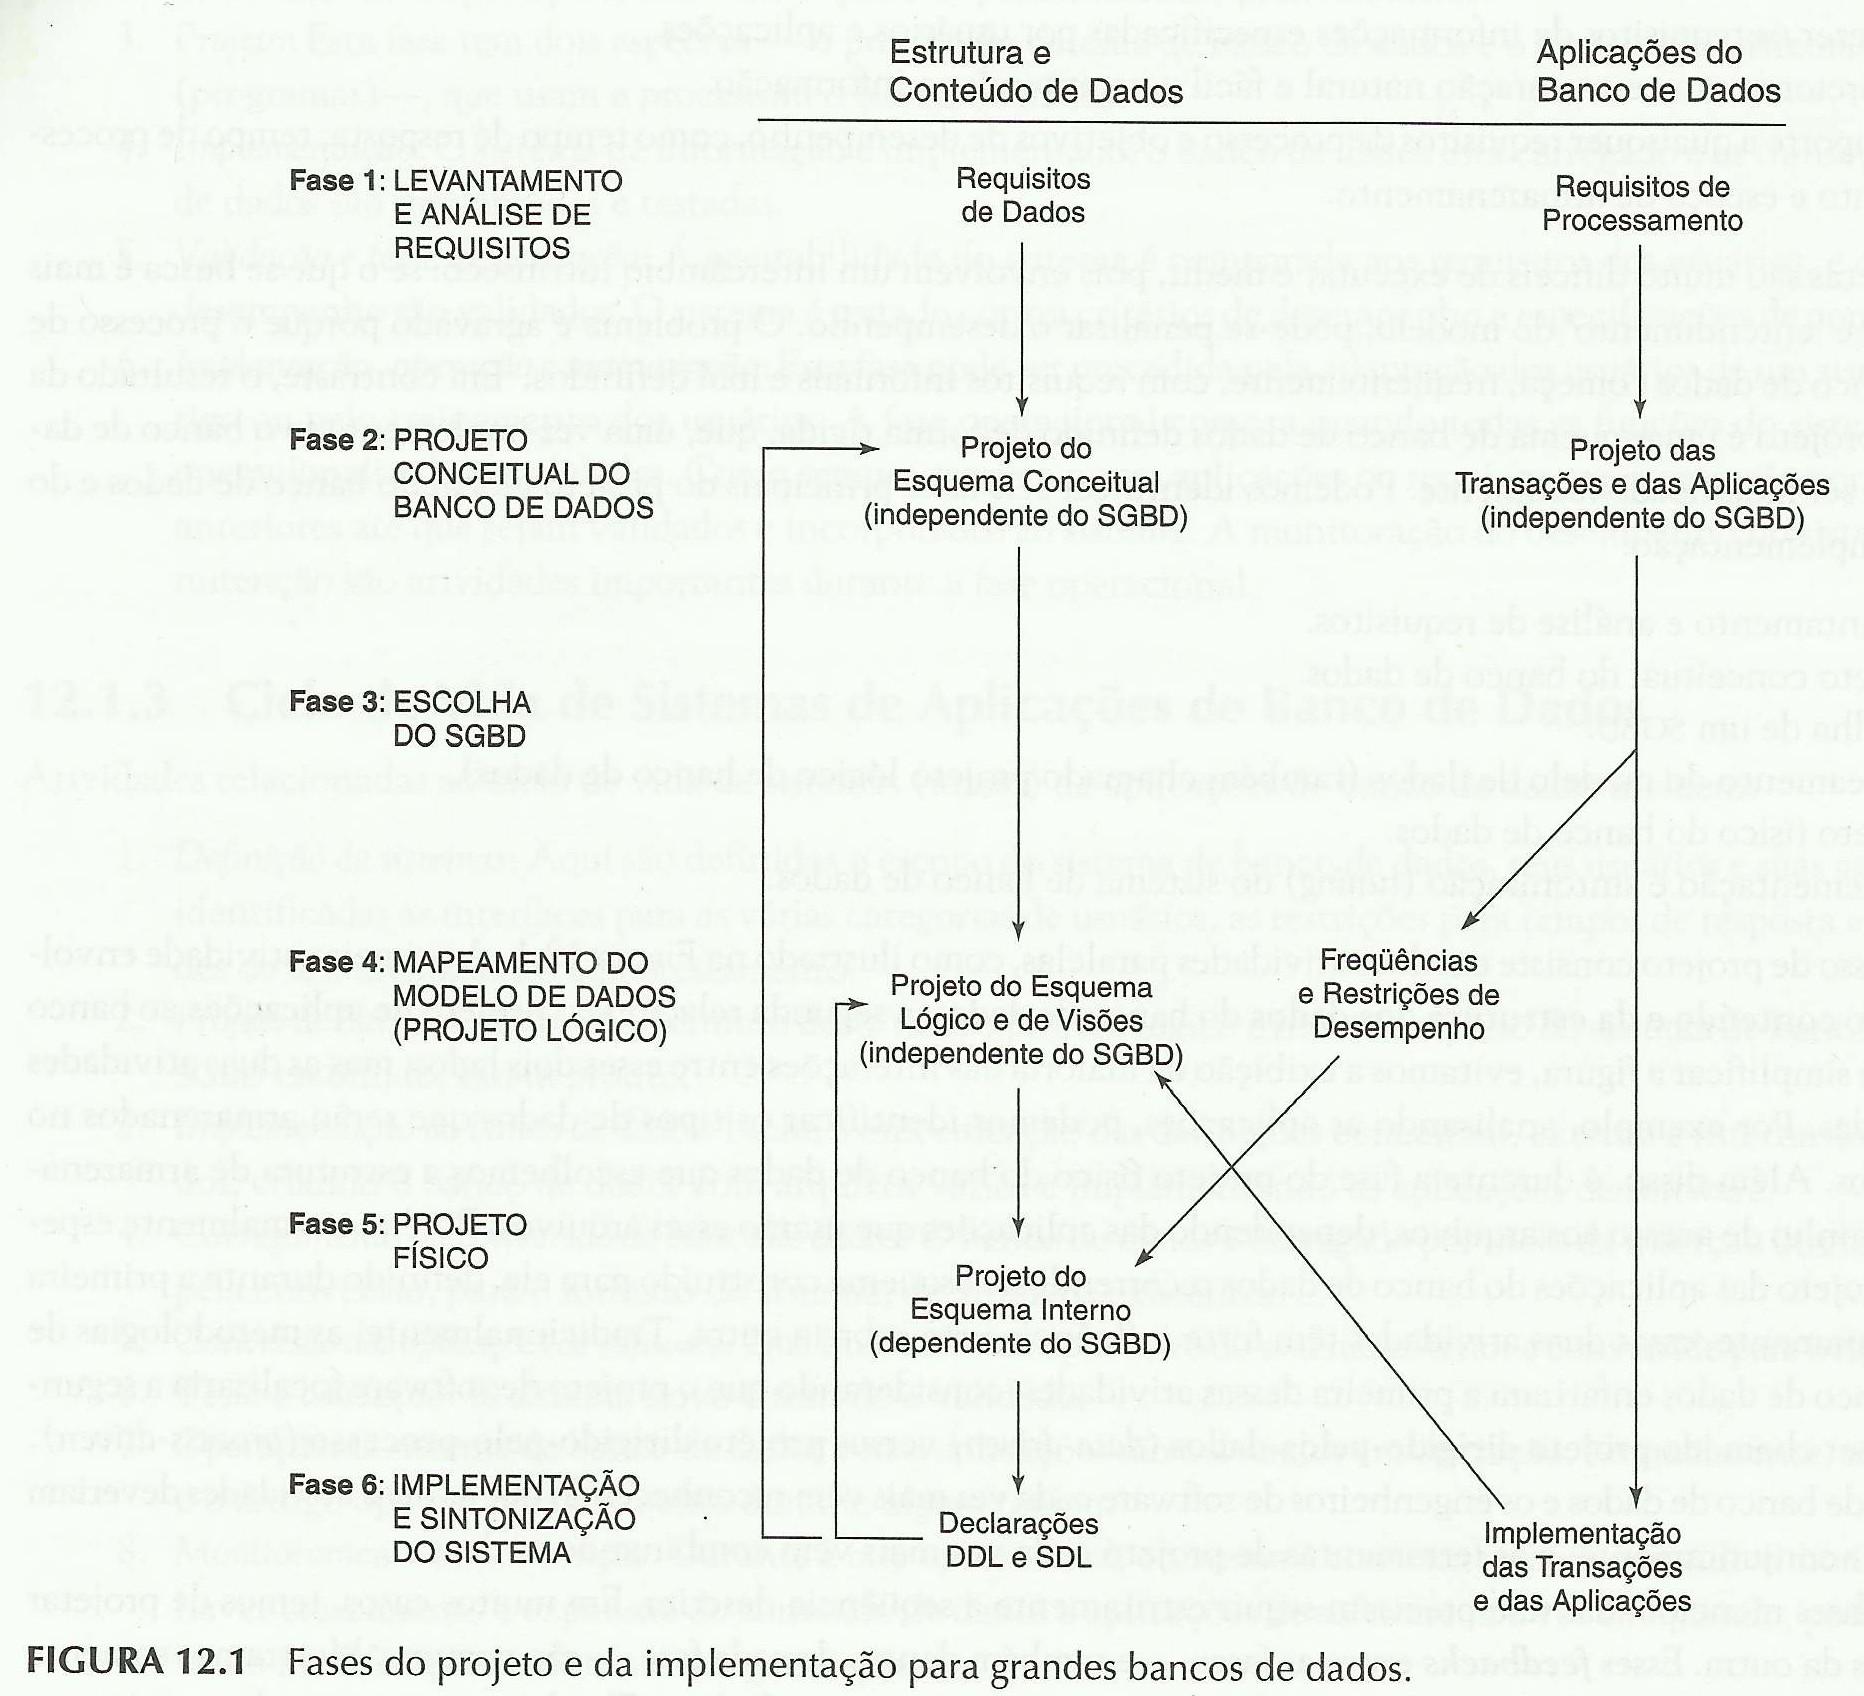 Estrutura e
Conteúdo de Dados
Aplicações do
Banco de Dados
Fase 1: LEVANTAMENTO
E ANÁLISE DE
REQUISITOS
Requisitos
de Dados
Requisitos de
Processamento
Fase 2: PROJETO
CONCEITUAL DO
BANCO DE DADOS
Projeto do
Esquema Conceitual
(independente do SGBD)
Projeto das
Transações e das Aplicações
(independente do SGBD)
Fase 3: ESCOLHA
DO SGBD
Fase 4: MAPEAMENTO DO
MODELO DE DADOS
(PROJETO LÓGICO)
Projeto do Esquema
Lógico e de Visões
(independente do SGBD)
Freqüências
e Restrições de
Desempenho
Fase 5: PROJETO
FÍSICO
Projeto do
Esquema Interno
(dependente do SGBD)
Fase 6: IMPLEMENTAÇÃO
E SINTONIZAÇÃO
DO SISTEMA
Declarações
DDL e SDL
Implementação
das Transações
e das Aplicações
FIGURA 12.1 Fases do projeto e da implementação para grandes bancos de dados.